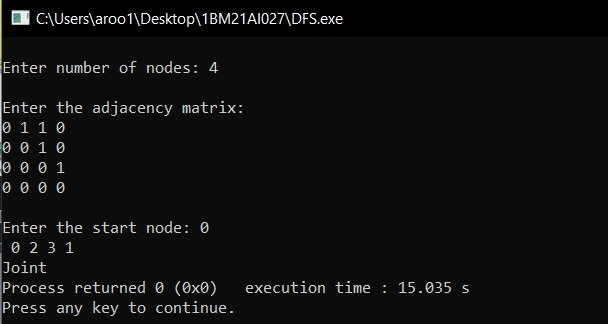 C:\Users\aroo1\Desktop\1BM21AI027\DFS.exe
Enter number of nodes: 4
Enter the adjacency matrix:
0 1 1 0
0 0 1 0
0 0 0 1
0 0 0 0
Enter the start node: 0
0 2 3 1
Joint
Process returned 0 (0x0)   execution time : 15.035 s
Press any key to continue.